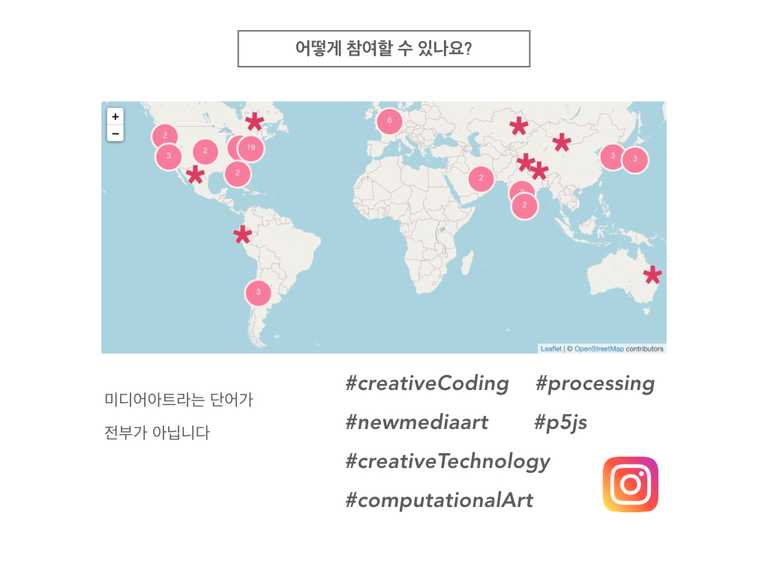 어떻게 참여할 수 있나요?
+
−
2
3
2
19
2
6
2
2
3
3
3
Leaflet | © OpenStreetMap contributors
미디어아트라는 단어가
전부가 아닙니다
#creativeCoding #processing
#newmediaart #p5js
#creativeTechnology
#computationalArt